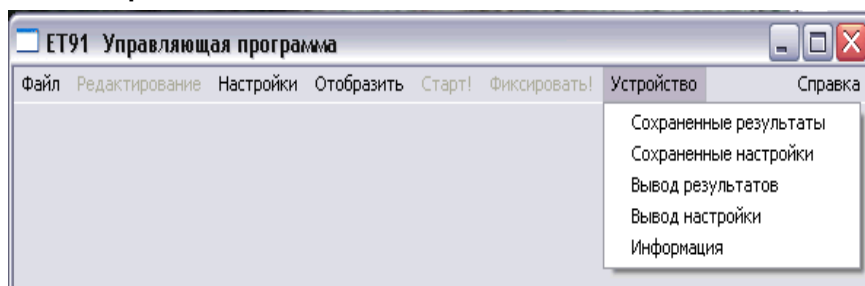 ET91 Управляющая программа
Файл Редактирование Настройки Отобразить Старт! Фиксировать! Устройство Справка
Сохраненные результаты
Сохраненные настройки
Вывод результатов
Вывод настройки
Информация